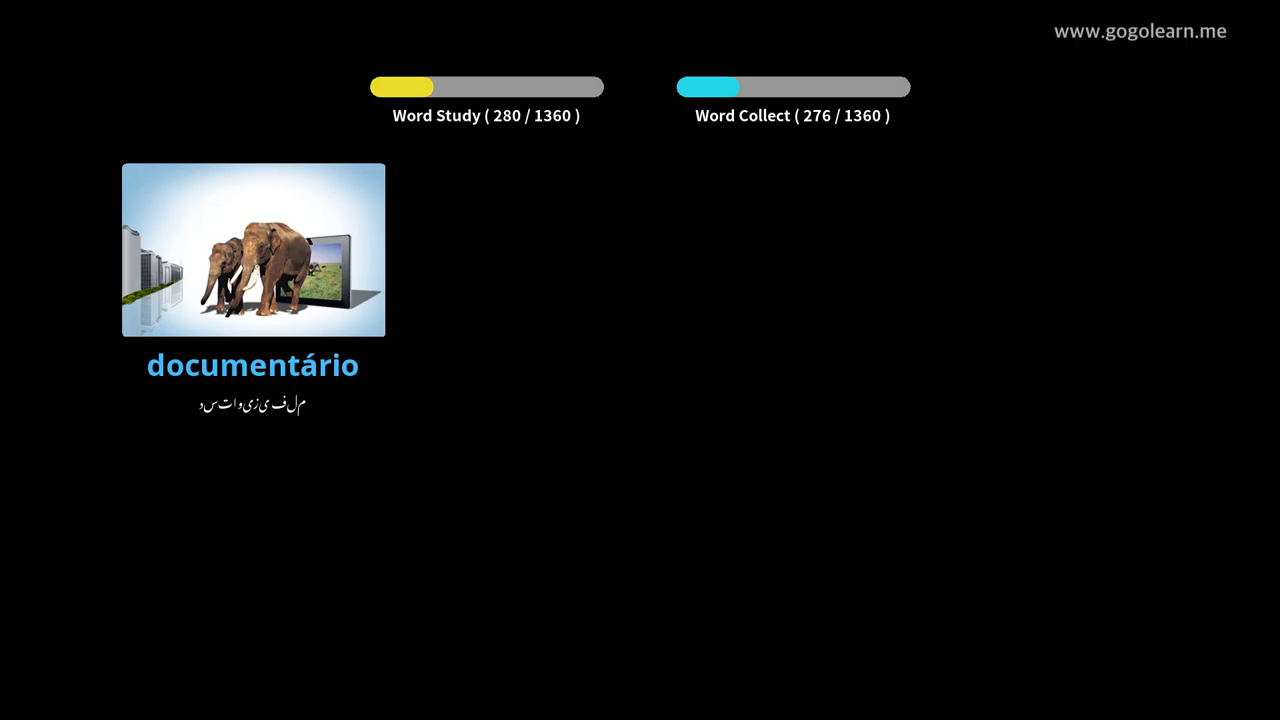 www.gogolearn.me
Word Study ( 280 / 1360 )
Word Collect ( 276 / 1360 )
documentário
دستاویزی فلم